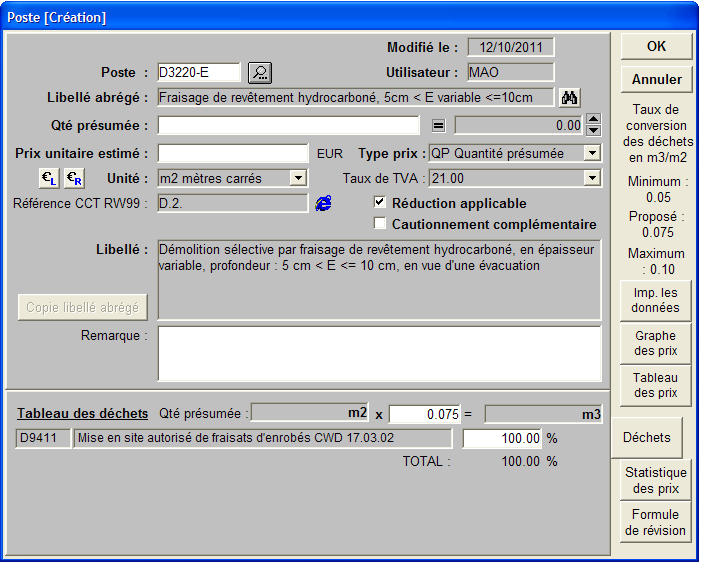 Poste [Création]
Modifié le : 12/10/2011
Poste : D3220-E
Utilisateur : MAO
Libellé abrégé : Fraisage de revêtement hydrocarboné, 5cm < E variable <=10cm
Qté présumée : = 0.00
Prix unitaire estimé : EUR Type prix : QP Quantité présumée
€L €R Unité : m2 mètres carrés Taux de TVA : 21.00
Référence CCT RW99 : D.2. Réduction applicable
Cautionnement complémentaire
Libellé : Démolition sélective par fraisage de revêtement hydrocarboné, en épaisseur
variable, profondeur : 5 cm < E <= 10 cm, en vue d'une évacuation
Copie libellé abrégé
Remarque :
Tableau des déchets Qté présumée : m2 x 0.075 = m3
D9411 Mise en site autorisé de fraisats d'enrobés CWD 17.03.02 100.00 %
TOTAL : 100.00 %
OK
Annuler
Taux de
conversion
des déchets
en m3/m2
Minimum :
0.05
Proposé :
0.075
Maximum
: 0.10
Imp. les
données
Graphe
des prix
Tableau
des prix
Déchets
Statistique
des prix
Formule
de révision